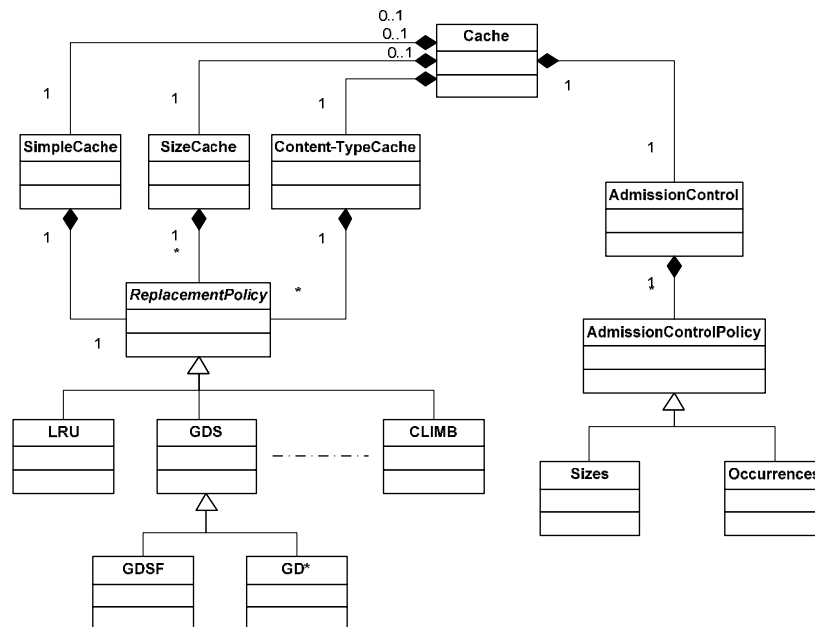 0..1
Cache
0..1
0..1
1
1
1
1
SimpleCache
SizeCache
Content-TypeCache
1
AdmissionControl
1
1
1
*
ReplacementPolicy
*
1
*
1
AdmissionControlPolicy
LRU
GDS
CLIMB
Sizes
Occurrences
GDSF
GD*